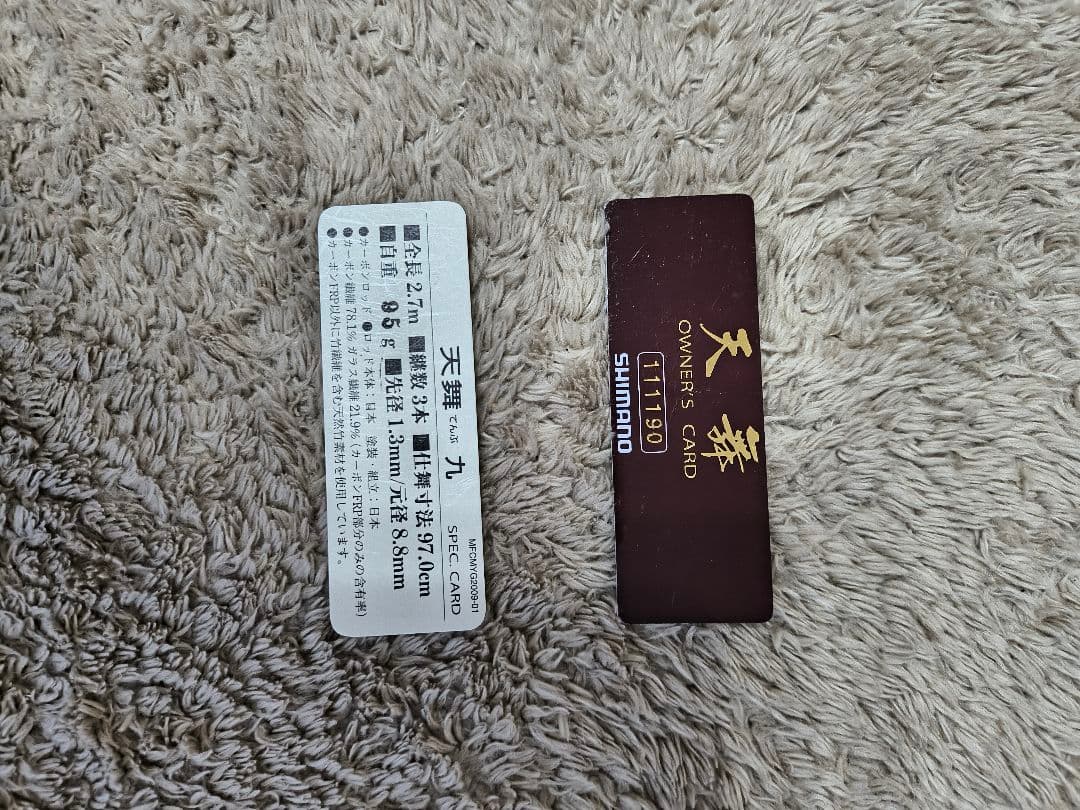 MFCMYG2009-01
天舞 てんぶ 九 SPEC. CARD
■全長 2.7m ■継数 3本 ■仕舞寸法 97.0cm
■自重 95g ■先径 1.3mm/元径 8.8mm
●カーボンロッド ●ロッド本体：日本 塗装・組立：日本
●カーボン繊維 78.1% ガラス繊維 21.9% (カーボンFRP部分のみの含有率)
●カーボンFRP以外に竹繊維を含む天然竹素材を使用しています。
天舞
OWNER'S CARD
111190
SHIMANO